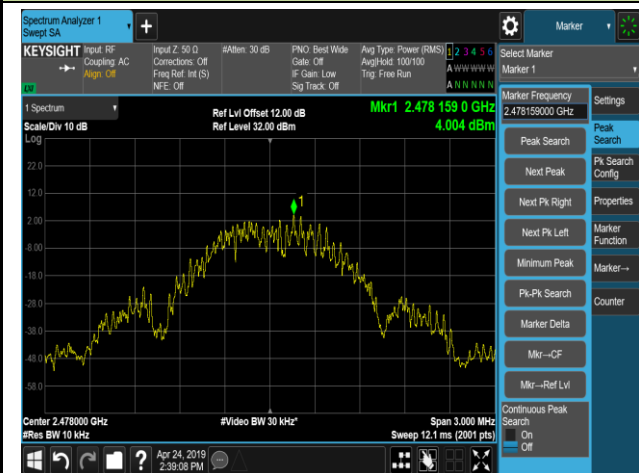 Spectrum Analyzer 1
Swept SA
+
Marker
KEYSIGHT
Input: RF
Coupling: AC
Align: Off
Input Z: 50 Ω
Corrections: Off
Freq Ref: Int (S)
NFE: Off
#Atten: 30 dB
PNO: Best Wide
Gate: Off
IF Gain: Low
Sig Track: Off
Avg Type: Power (RMS)
Avg|Hold: 100/100
Trig: Free Run
1 2 3 4 5 6
A W W W W W
A N N N N N
LXI
Select Marker
Marker 1
1 Spectrum
Scale/Div 10 dB
Log
Ref Lvl Offset 12.00 dB
Ref Level 32.00 dBm
Mkr1 2.478 159 0 GHz
4.004 dBm
22.0
12.0
2.00
-8.00
-18.0
-28.0
-38.0
-48.0
-58.0
1
Center 2.478000 GHz
#Res BW 10 kHz
#Video BW 30 kHz*
Span 3.000 MHz
Sweep 12.1 ms (2001 pts)
Marker Frequency
2.478159000 GHz
Peak Search
Next Peak
Next Pk Right
Next Pk Left
Minimum Peak
Pk-Pk Search
Marker Delta
Mkr→CF
Mkr→Ref Lvl
Continuous Peak
Search
On
Off
Settings
Peak
Search
Pk Search
Config
Properties
Marker
Function
Marker→
Counter
?
Apr 24, 2019
2:39:08 PM